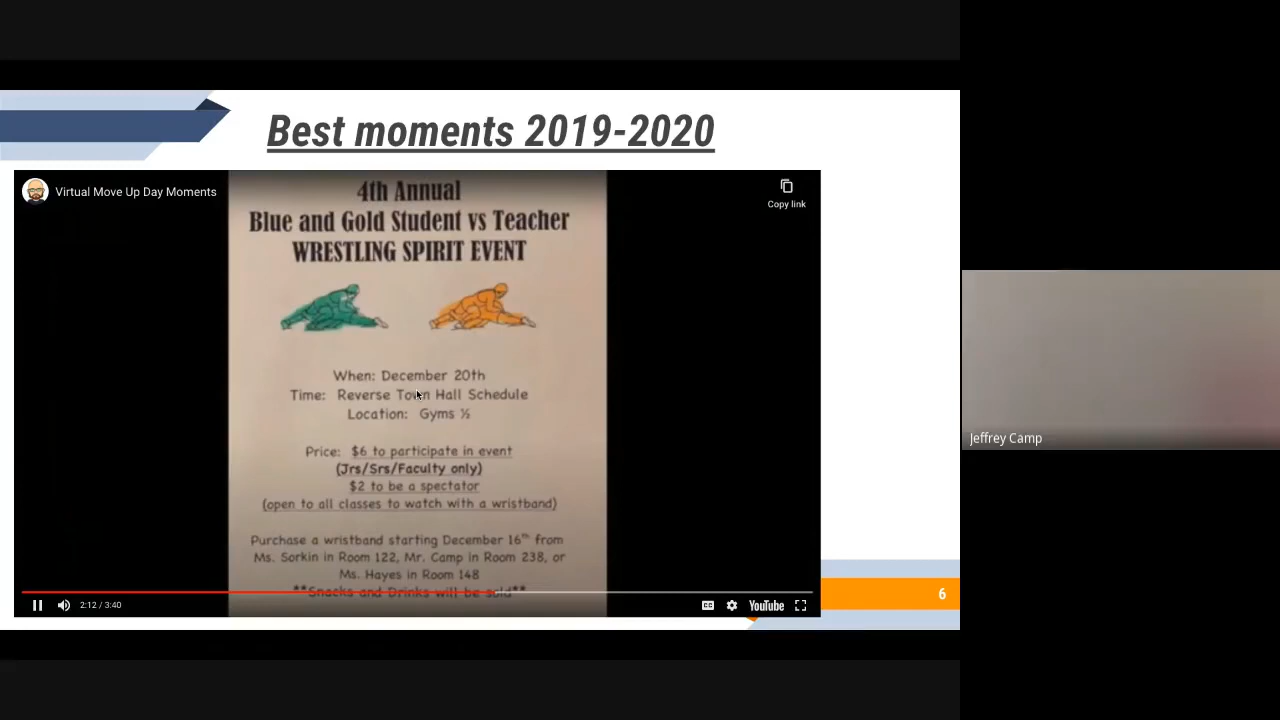 Best moments 2019-2020
Virtual Move Up Day Moments
Copy link
4th Annual
Blue and Gold Student vs Teacher
WRESTLING SPIRIT EVENT
When: December 20th
Time: Reverse Town Hall Schedule
Location: Gyms ½
Price: $6 to participate in event
(Jrs/Srs/Faculty only)
$2 to be a spectator
(open to all classes to watch with a wristband)
Purchase a wristband starting December 16th from
Ms. Sorkin in Room 122, Mr. Camp in Room 238, or
Ms. Hayes in Room 148
**Snacks and Drinks will be sold**
2:12 / 3:40
CC
YouTube
6
Jeffrey Camp